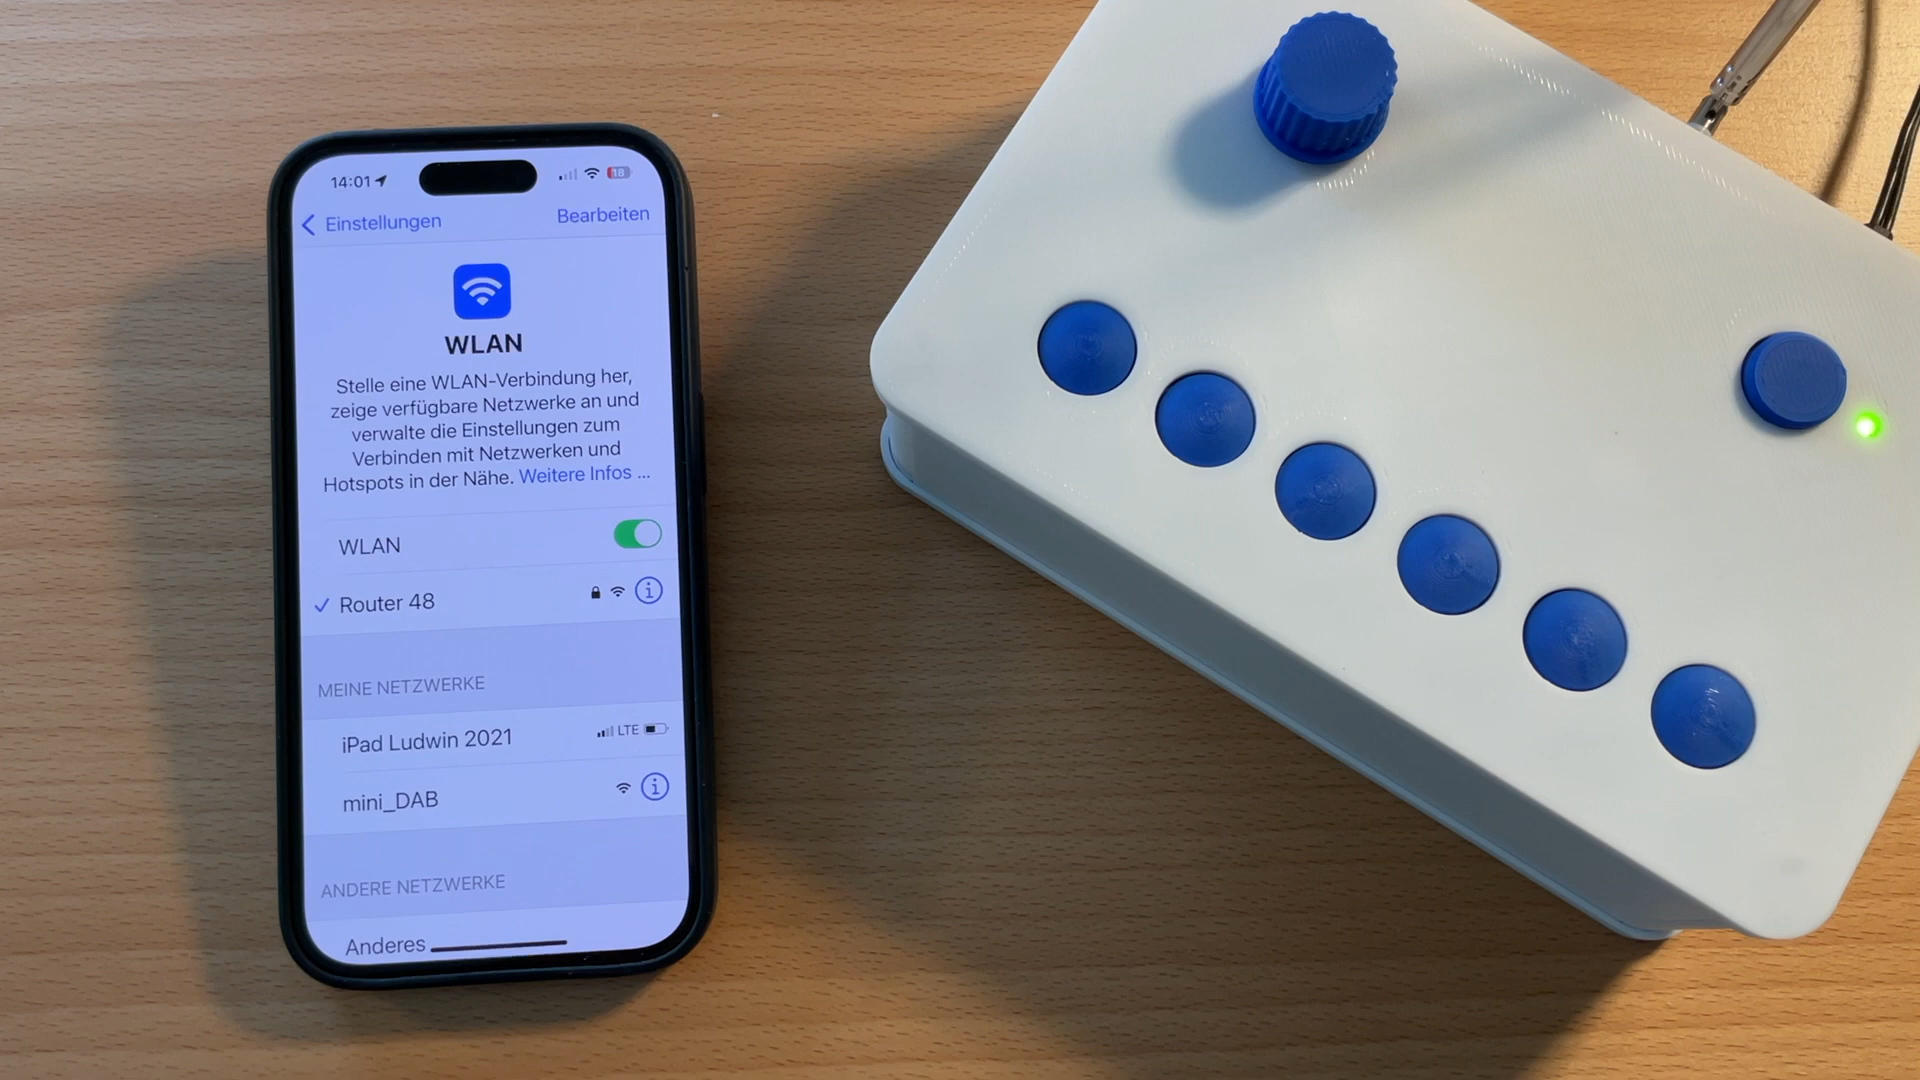 14:01
18
Einstellungen
Bearbeiten
WLAN
Stelle eine WLAN-Verbindung her,
zeige verfügbare Netzwerke an und
verwalte die Einstellungen zum
Verbinden mit Netzwerken und
Hotspots in der Nähe. Weitere Infos ...
WLAN
Router 48
MEINE NETZWERKE
iPad Ludwin 2021
LTE
mini_DAB
ANDERE NETZWERKE
Anderes